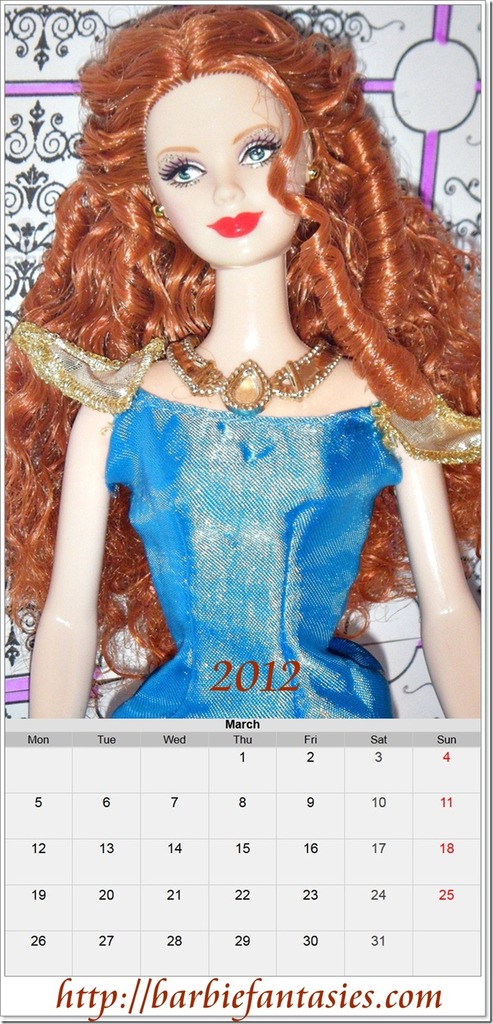 2012
March
Mon Tue Wed Thu Fri Sat Sun
1 2 3 4
5 6 7 8 9 10 11
12 13 14 15 16 17 18
19 20 21 22 23 24 25
26 27 28 29 30 31
http://barbiefantasies.com